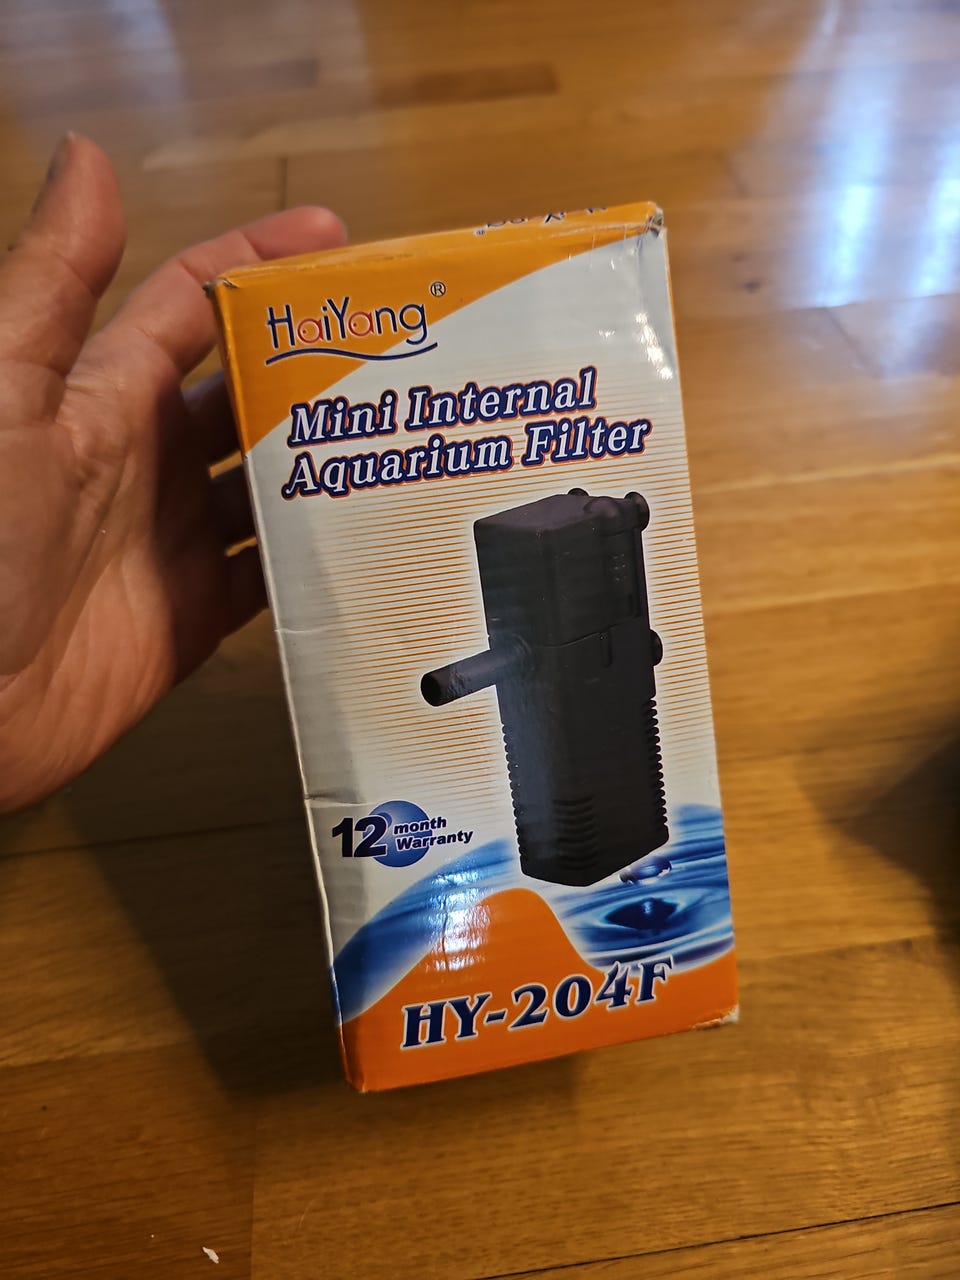 HaiYang®
Mini Internal
Aquarium Filter
12 month
Warranty
HY-204F